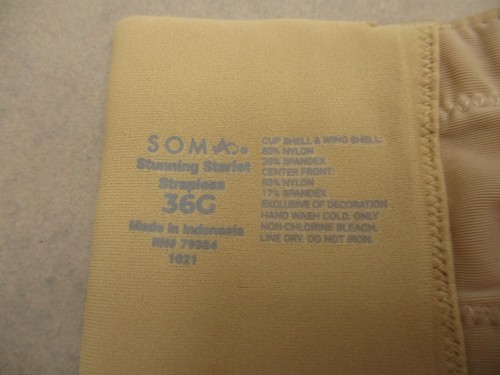 SOMA
Stunning Starlet
Strapless
36G
Made in Indonesia
RN# 79984
1021
CUP SHELL & WING SHELL:
80% NYLON
20% SPANDEX
CENTER FRONT:
83% NYLON
17% SPANDEX
EXCLUSIVE OF DECORATION
HAND WASH COLD. ONLY
NON-CHLORINE BLEACH.
LINE DRY. DO NOT IRON.